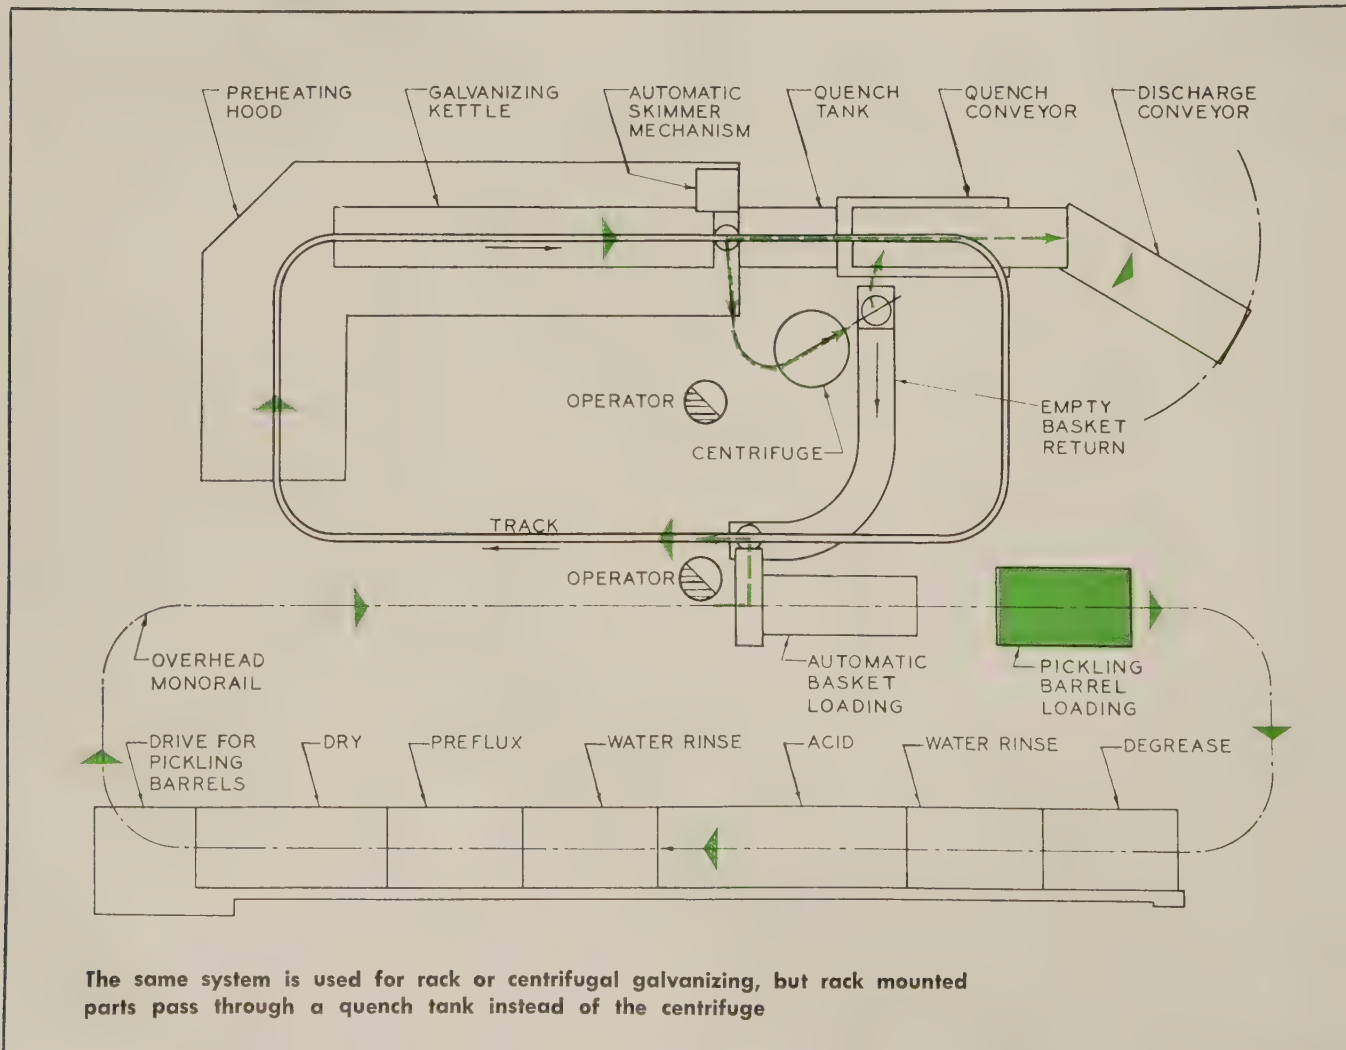 PREHEATING
HOOD
GALVANIZING
KETTLE
AUTOMATIC
SKIMMER
MECHANISM
QUENCH
TANK
QUENCH
CONVEYOR
DISCHARGE
CONVEYOR
OPERATOR
CENTRIFUGE
EMPTY
BASKET
RETURN
TRACK
OPERATOR
OVERHEAD
MONORAIL
AUTOMATIC
BASKET
LOADING
PICKLING
BARREL
LOADING
DRIVE FOR
PICKLING
BARRELS
DRY
PREFLUX
WATER RINSE
ACID
WATER RINSE
DEGREASE
The same system is used for rack or centrifugal galvanizing, but rack mounted
parts pass through a quench tank instead of the centrifuge